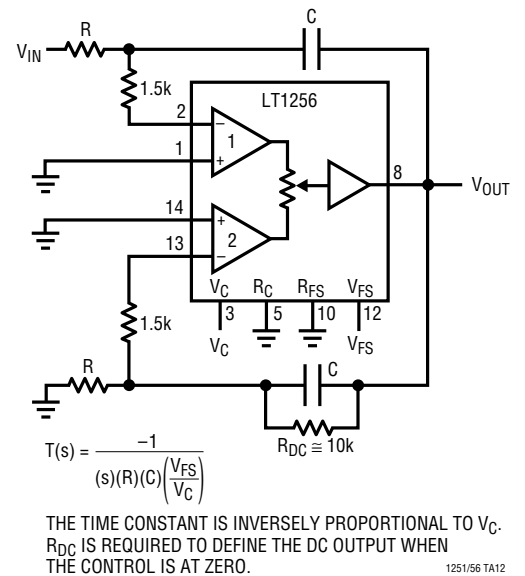 R
C
VIN
1.5k
LT1256
2
–
1
1
+
8
VOUT
14
+
2
13
–
VC
RC
RFS
VFS
3
5
10
12
VC
VFS
1.5k
R
C
RDC ≅ 10k
T(s) = –1
(s)(R)(C)(VFS
VC)
THE TIME CONSTANT IS INVERSELY PROPORTIONAL TO VC.
RDC IS REQUIRED TO DEFINE THE DC OUTPUT WHEN
THE CONTROL IS AT ZERO.
1251/56 TA12